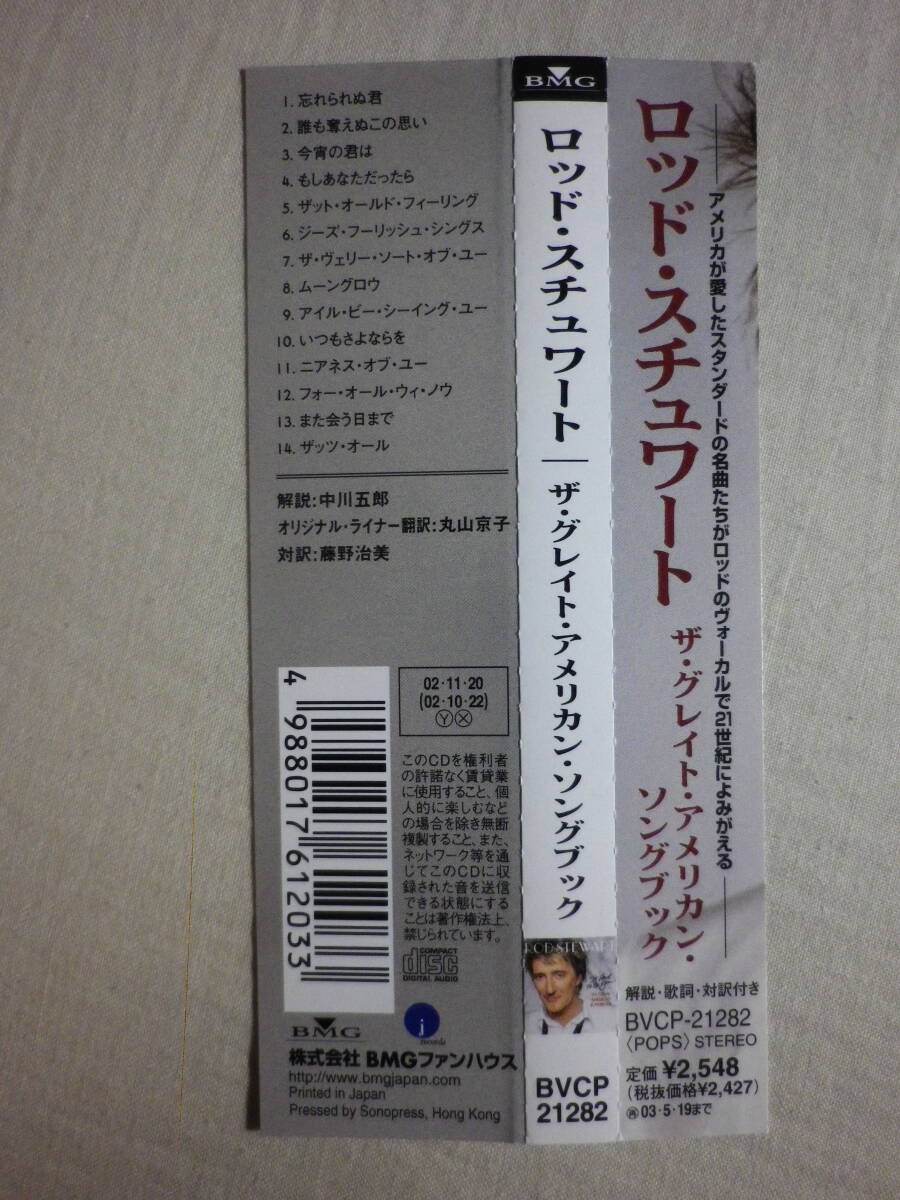 1. 忘れられぬ君
2. 誰も奪えぬこの思い
3. 今宵の君は
4. もしあなただったら
5. ザット・オールド・フィーリング
6. ジーズ・フーリッシュ・シングス
7. ザ・ヴェリー・ソート・オブ・ユー
8. ムーングロウ
9. アイル・ビー・シーイング・ユー
10. いつもさよならを
11. ニアネス・オブ・ユー
12. フォー・オール・ウィ・ノウ
13. また会う日まで
14. ザッツ・オール
解説:中川五郎
オリジナル・ライナー翻訳:丸山京子
対訳:藤野治美
4 988017 612033
02・11・20
(02・10・22)
Ⓨ Ⓧ
このCDを権利者
の許諾なく賃貸業
に使用すること、個
人的に楽しむなど
の場合を除き無断
複製すること、また、
ネットワーク等を通
じてこのCDに収
録された音を送信
できる状態にする
ことは著作権法上、
禁じられています。
COMPACT
disc
DIGITAL AUDIO
BMG
j
records
株式会社 BMGファンハウス
http://www.bmgjapan.com
Printed in Japan
Pressed by Sonopress, Hong Kong
BMG
ロッド・スチュワート
ザ・グレイト・アメリカン・ソングブック
ROD STEWART
BVCP
21282
アメリカが愛したスタンダードの名曲たちがロッドのヴォーカルで21世紀によみがえる
ロッド・スチュワート
ザ・グレイト・アメリカン・
ソングブック
解説・歌詞・対訳付き
BVCP-21282
〈POPS〉 STEREO
定価 ¥2,548
(税抜価格¥2,427)
㋐03・5・19まで